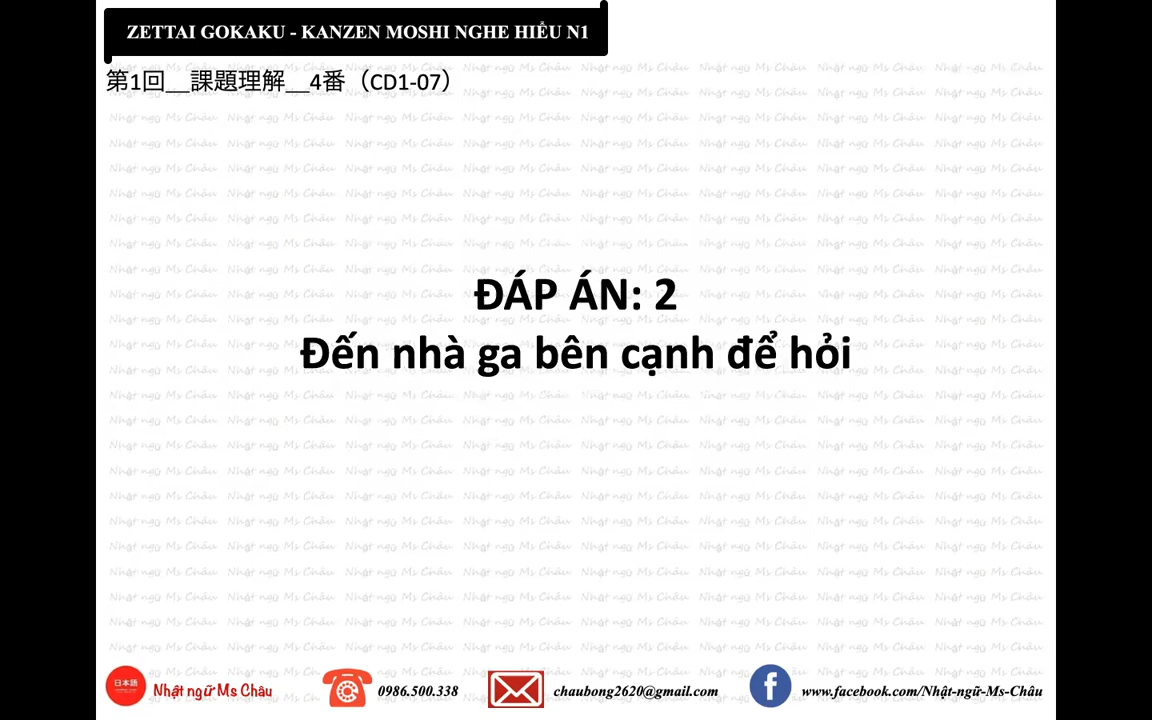 ZETTAI GOKAKU - KANZEN MOSHI NGHE HIỂU N1
第1回__課題理解__4番（CD1-07）
ĐÁP ÁN: 2
Đến nhà ga bên cạnh để hỏi
日本語
Nhật ngữ Ms Châu
0986.500.338
chaubong2620@gmail.com
f
www.facebook.com/Nhật-ngữ-Ms-Châu